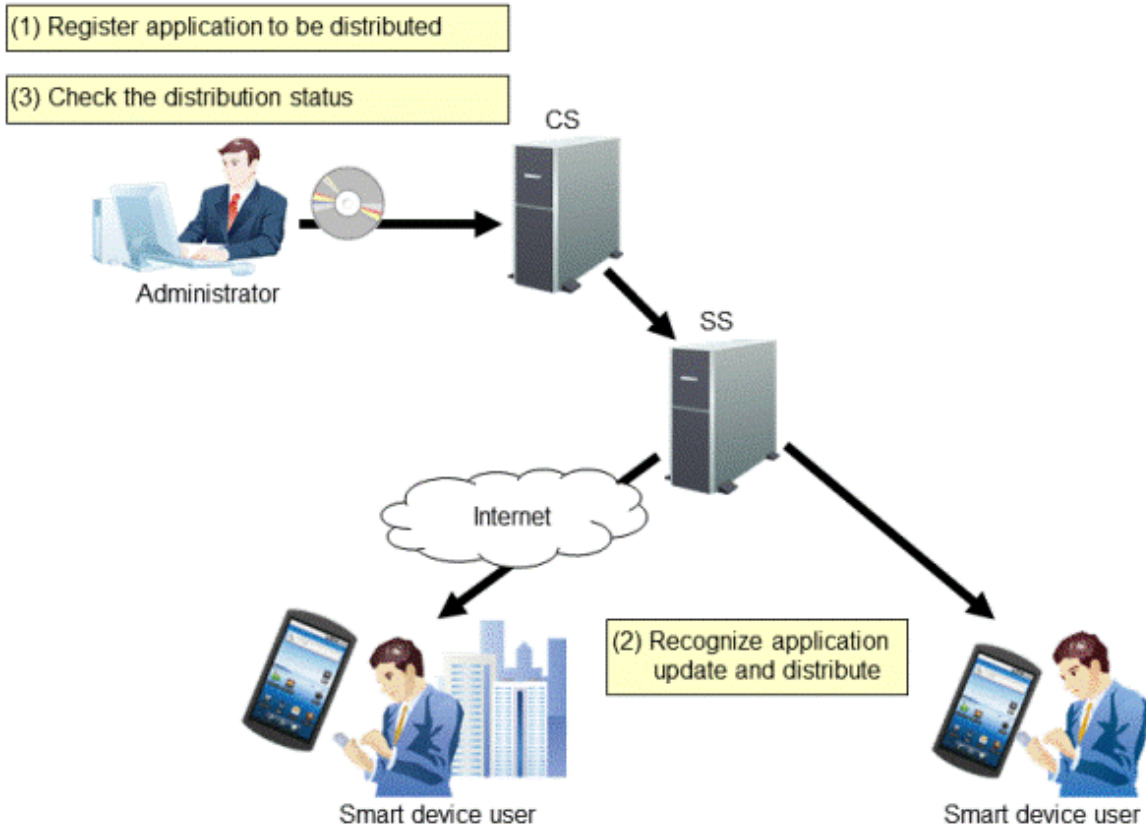 (1) Register application to be distributed
(3) Check the distribution status
CS
Administrator
SS
Internet
(2) Recognize application
update and distribute
Smart device user
Smart device user